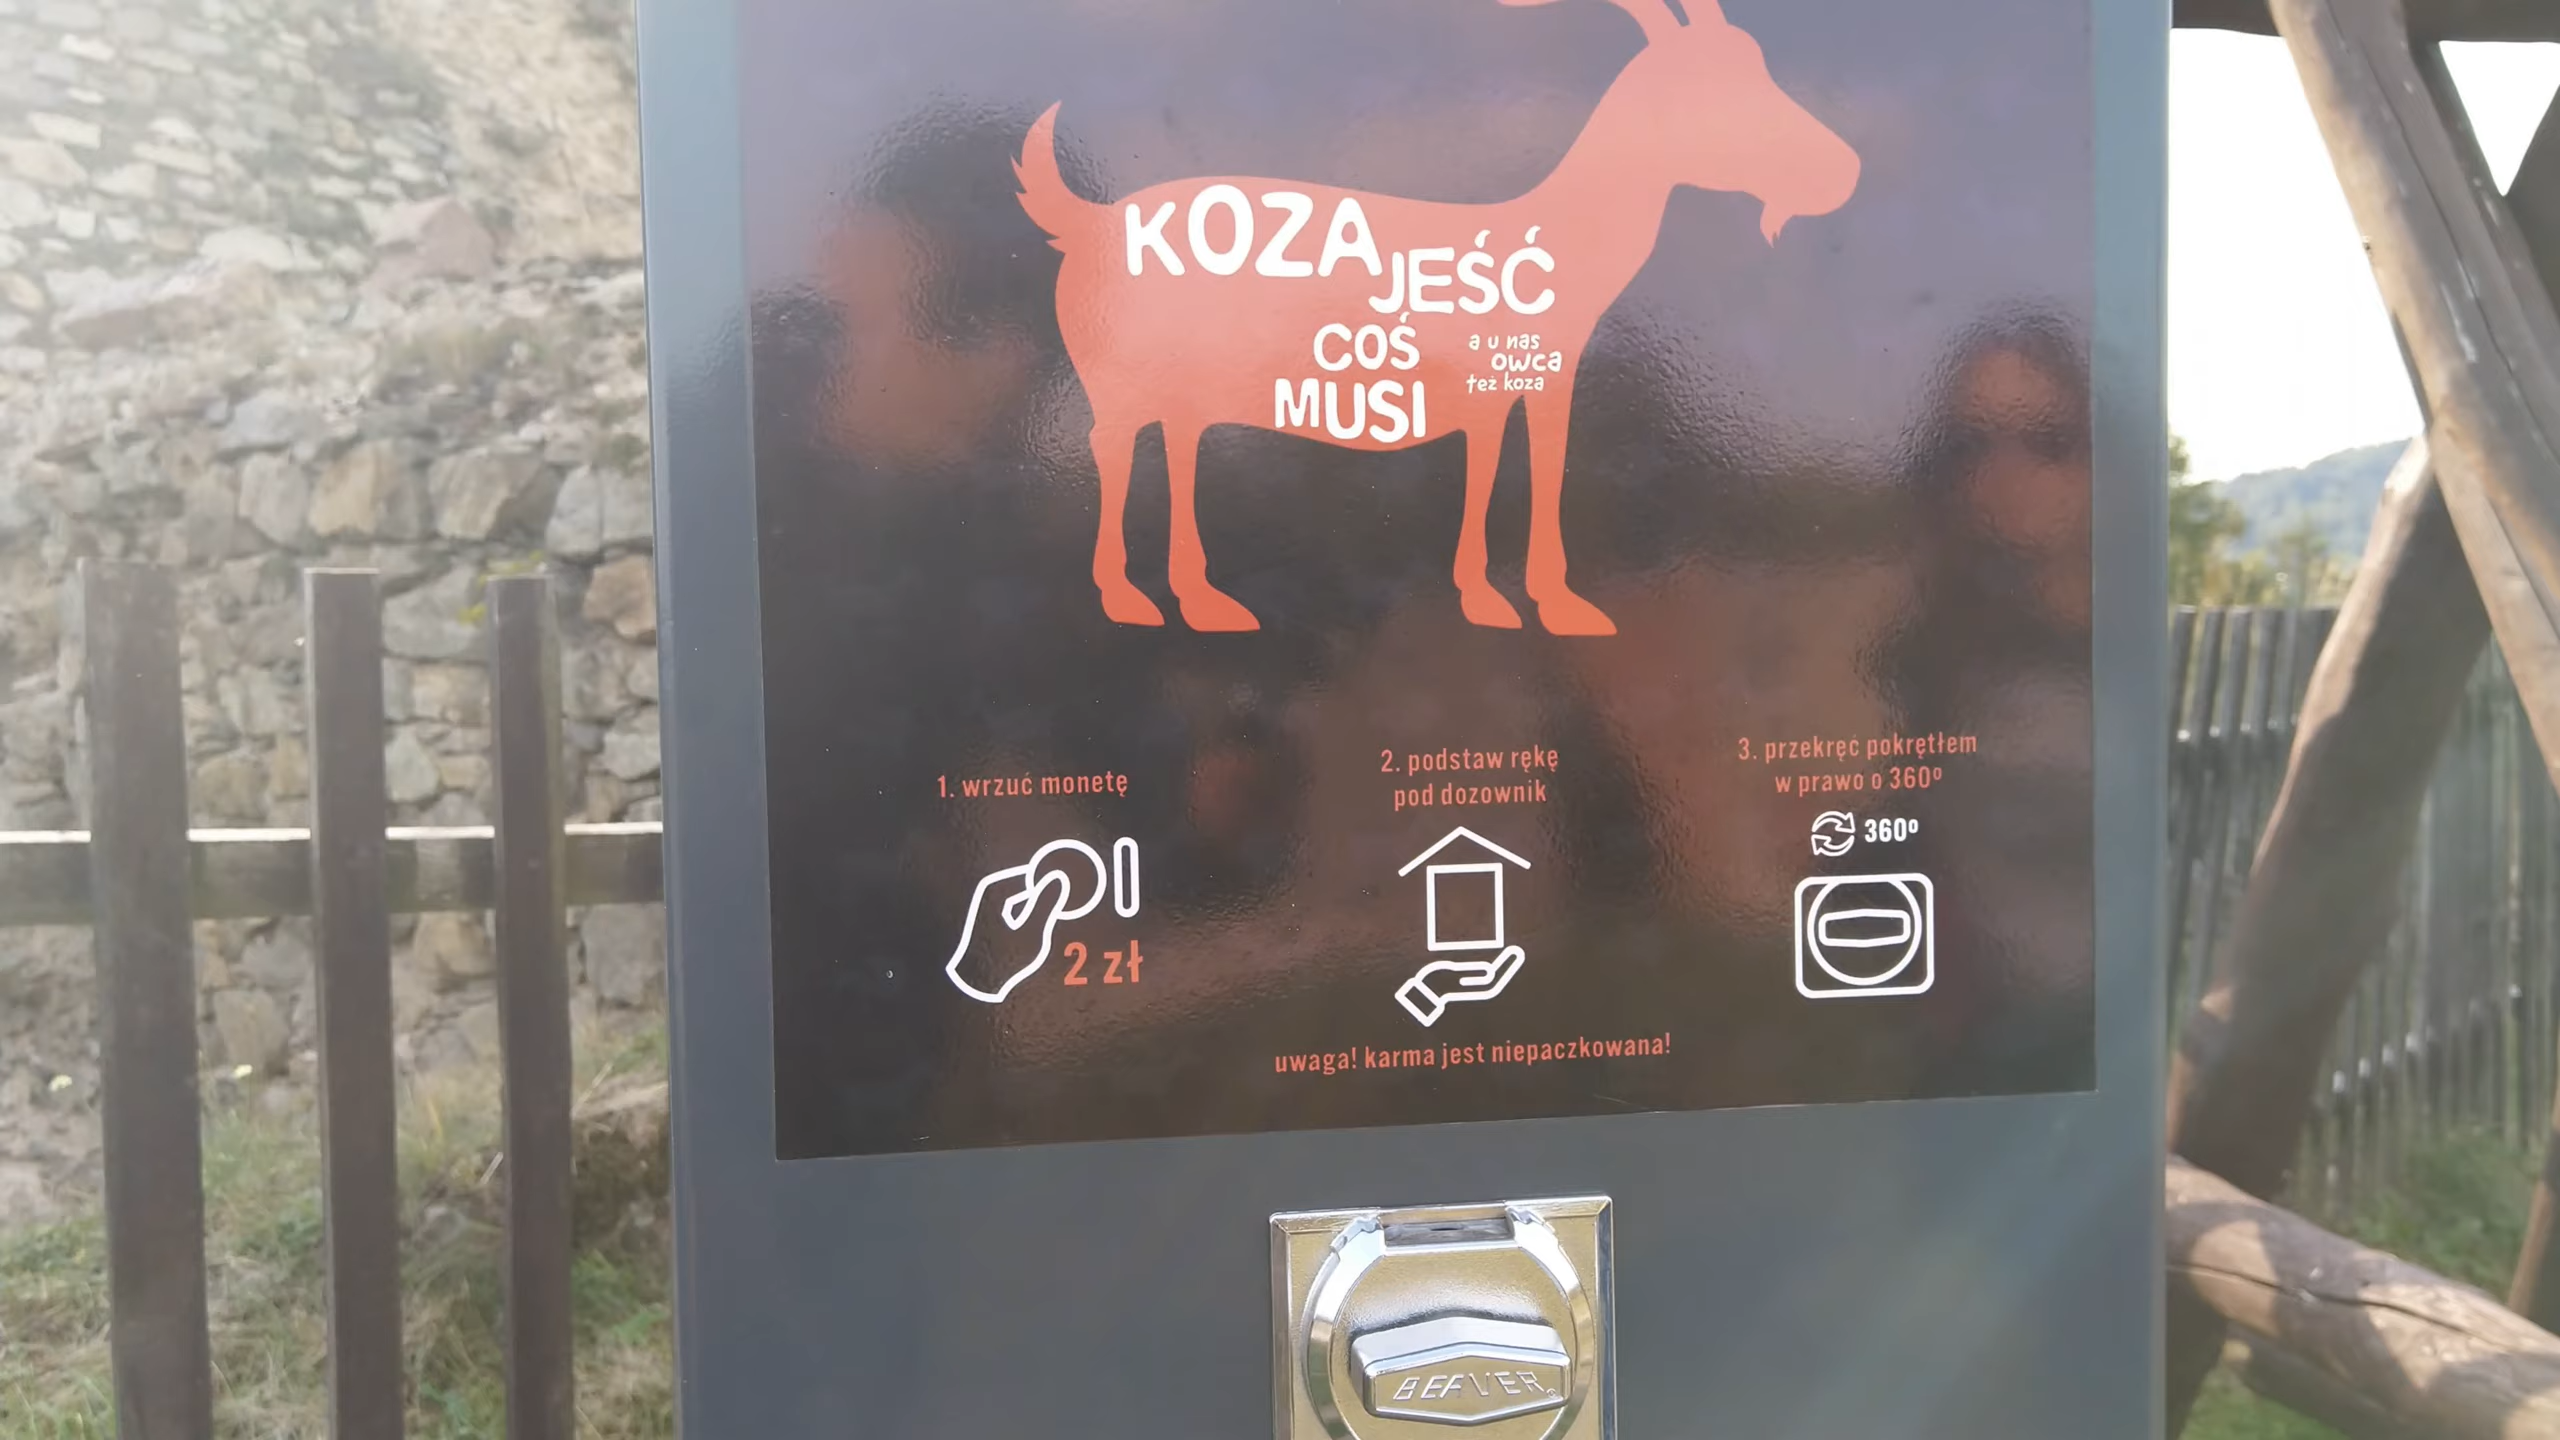 KOZA
JEŚĆ
COŚ
MUSI
a u nas
owca
też koza
1. wrzuć monetę
2 zł
2. podstaw rękę
pod dozownik
3. przekręć pokrętłem
w prawo o 360º
360º
uwaga! karma jest niepaczkowana!
BEAVER